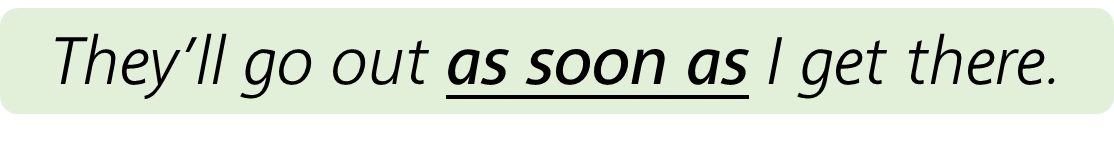 They’ll go out as soon as I get there.